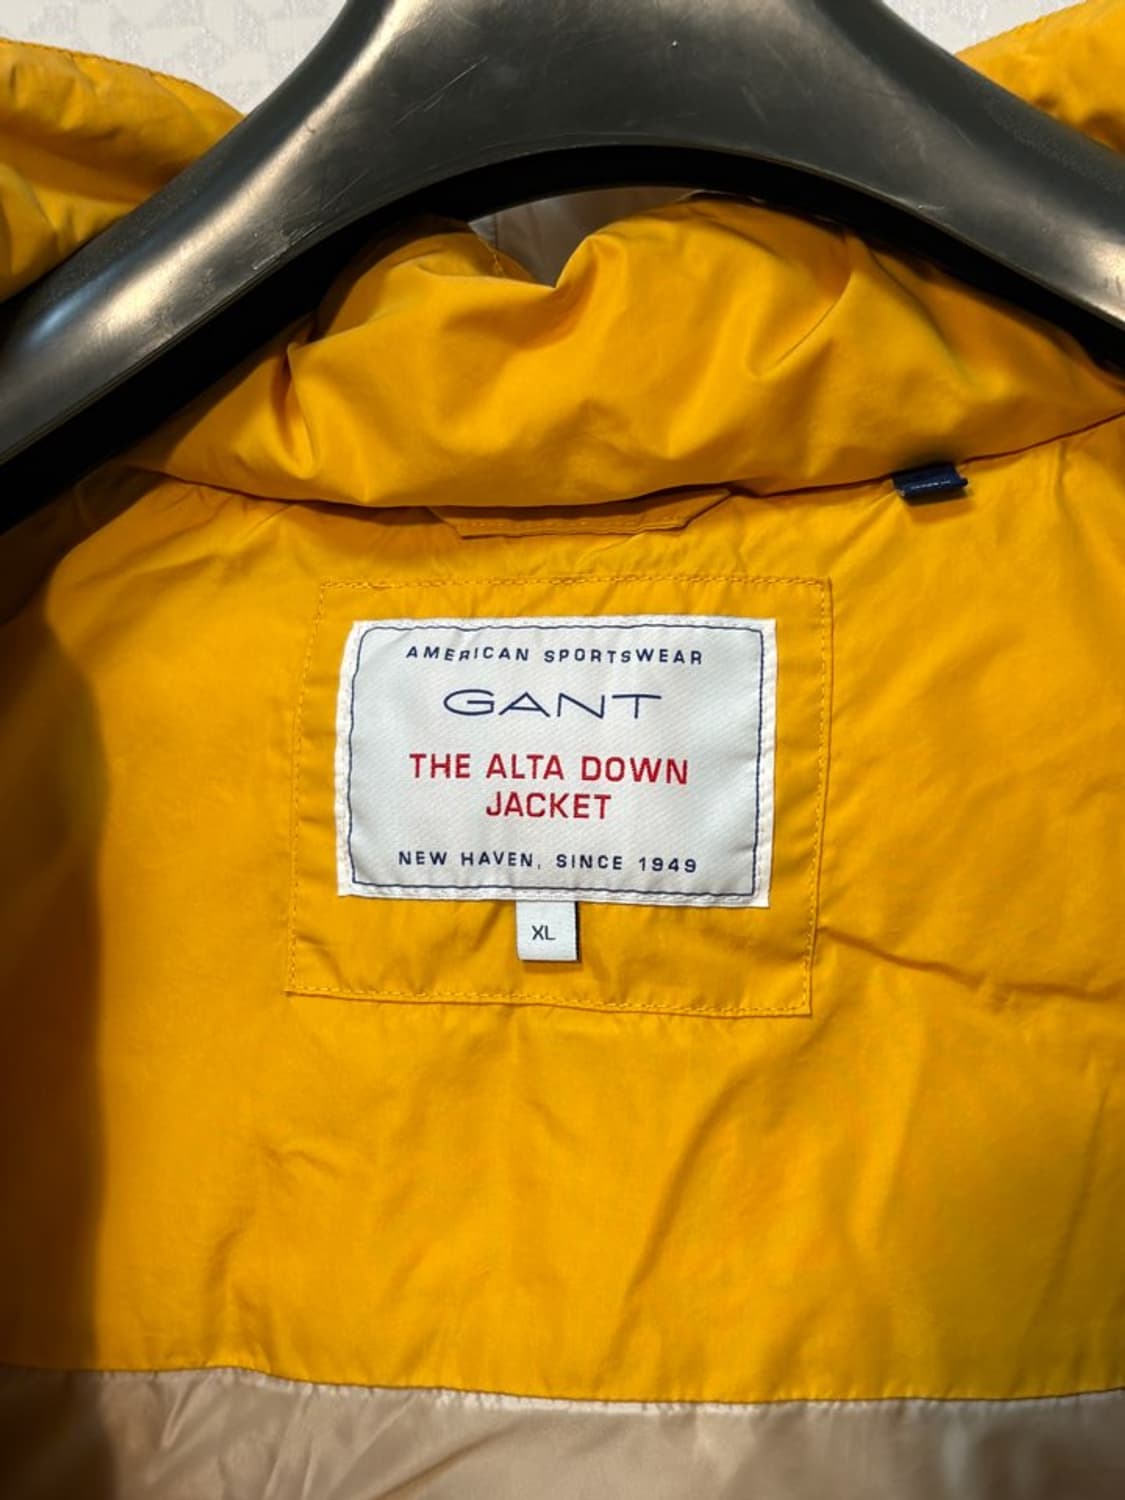 AMERICAN SPORTSWEAR
GANT
THE ALTA DOWN
JACKET
NEW HAVEN, SINCE 1949
XL